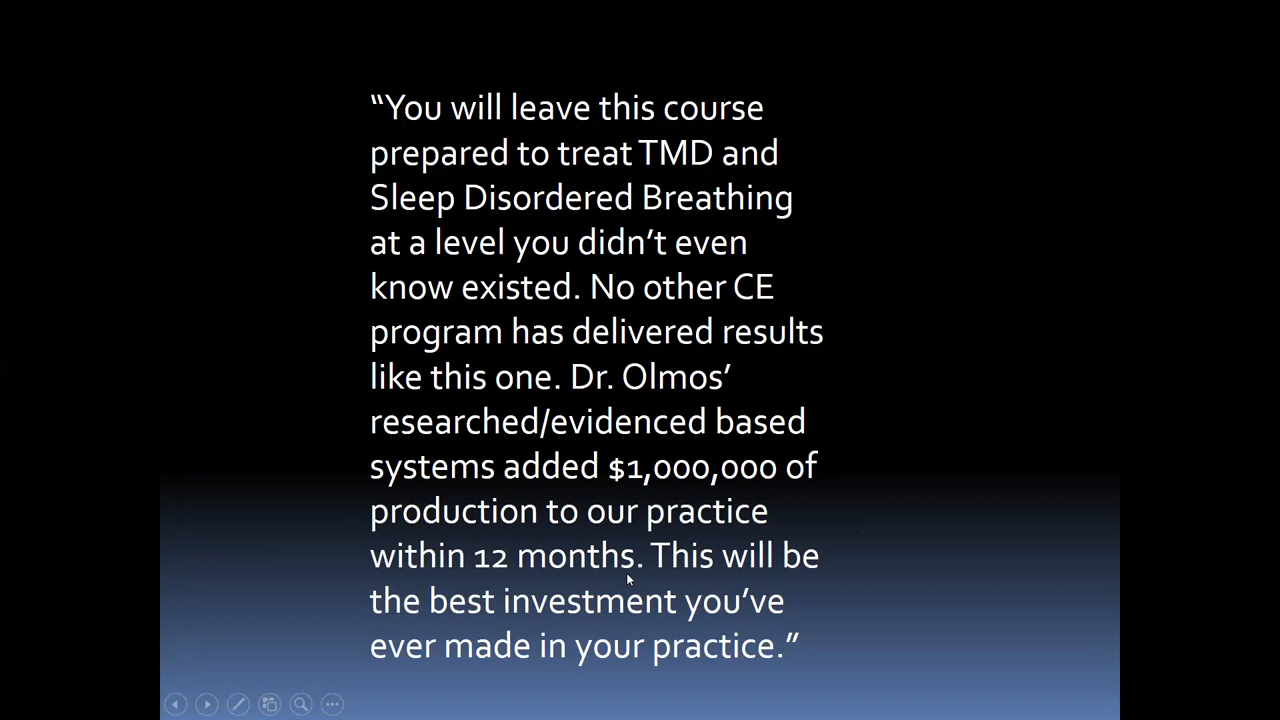 “You will leave this course
prepared to treat TMD and
Sleep Disordered Breathing
at a level you didn’t even
know existed. No other CE
program has delivered results
like this one. Dr. Olmos’
researched/evidenced based
systems added $1,000,000 of
production to our practice
within 12 months. This will be
the best investment you’ve
ever made in your practice.”